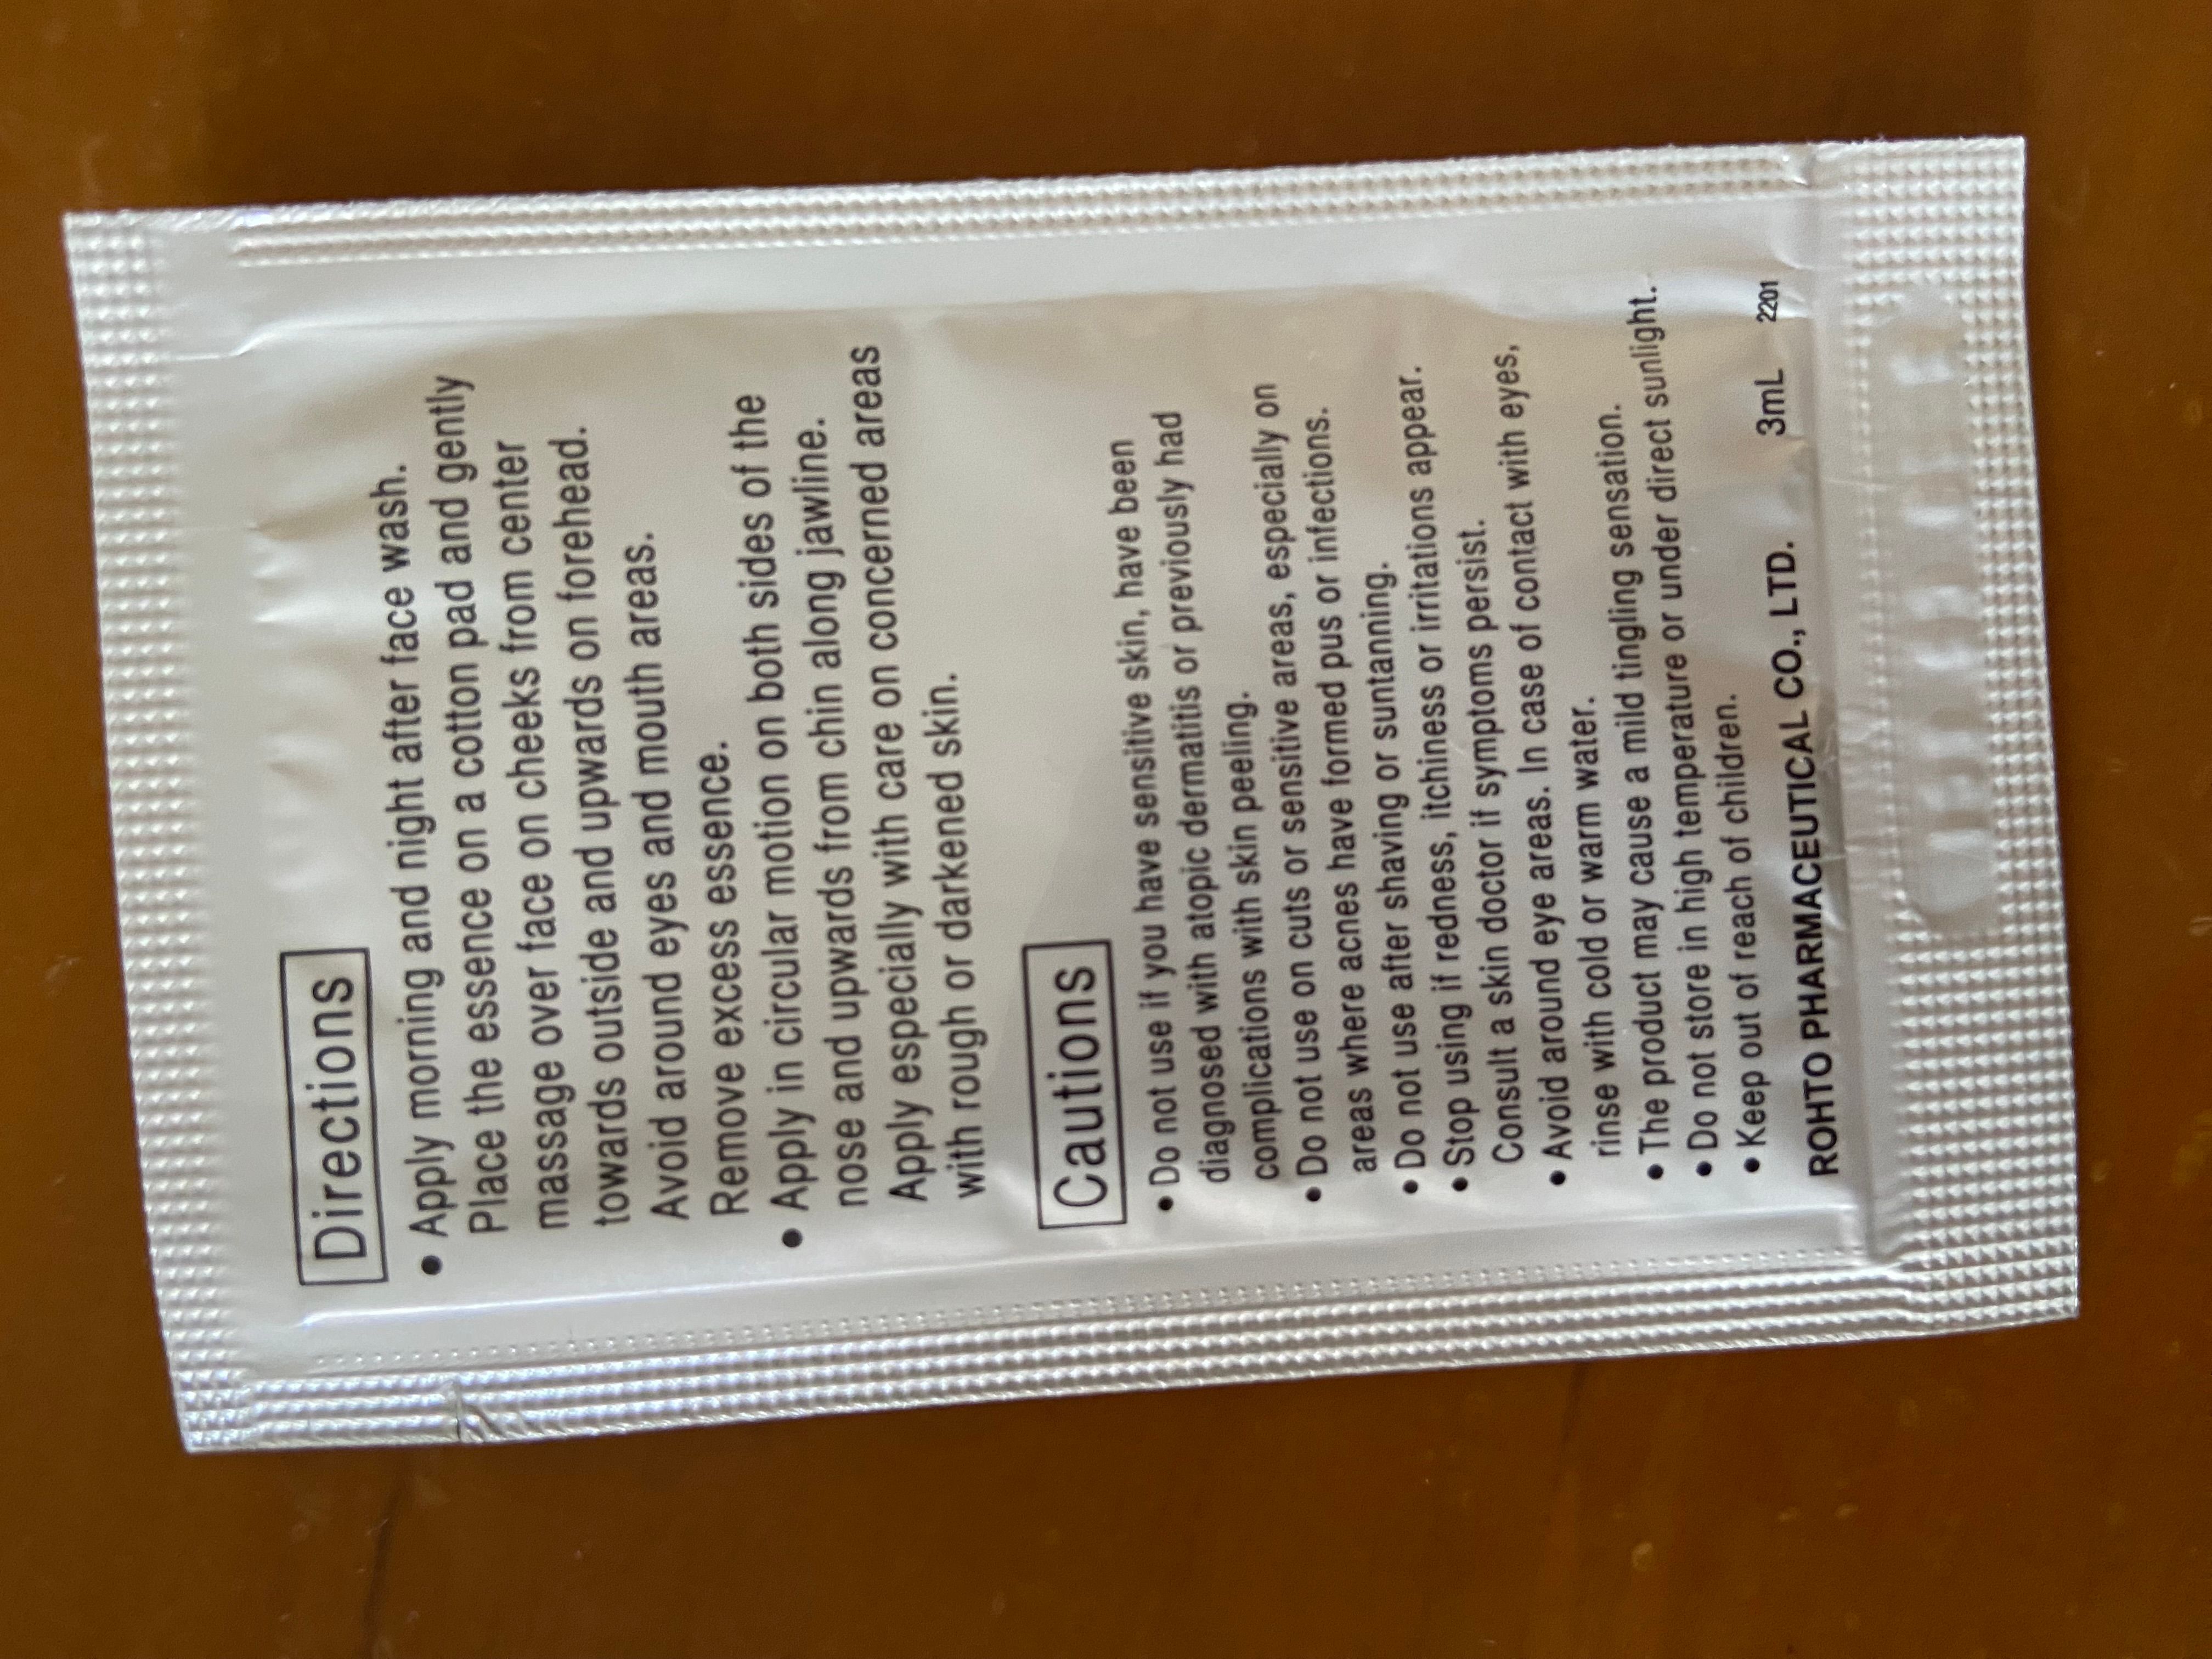 Directions
• Apply morning and night after face wash.
Place the essence on a cotton pad and gently
massage over face on cheeks from center
towards outside and upwards on forehead.
Avoid around eyes and mouth areas.
Remove excess essence.
• Apply in circular motion on both sides of the
nose and upwards from chin along jawline.
Apply especially with care on concerned areas
with rough or darkened skin.
Cautions
• Do not use if you have sensitive skin, have been
diagnosed with atopic dermatitis or previously had
complications with skin peeling.
• Do not use on cuts or sensitive areas, especially on
areas where acnes have formed pus or infections.
• Do not use after shaving or suntanning.
• Stop using if redness, itchiness or irritations appear.
Consult a skin doctor if symptoms persist.
• Avoid around eye areas. In case of contact with eyes,
rinse with cold or warm water.
• The product may cause a mild tingling sensation.
• Do not store in high temperature or under direct sunlight.
• Keep out of reach of children.
ROHTO PHARMACEUTICAL CO., LTD. 3mL 2201